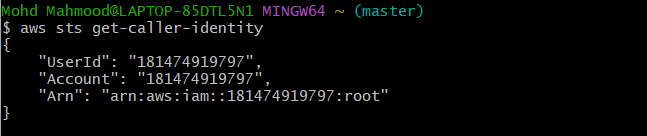 Mohd Mahmood@LAPTOP-85DTL5N1 MINGW64 ~ (master)
$ aws sts get-caller-identity
{
    "UserId": "181474919797",
    "Account": "181474919797",
    "Arn": "arn:aws:iam::181474919797:root"
}